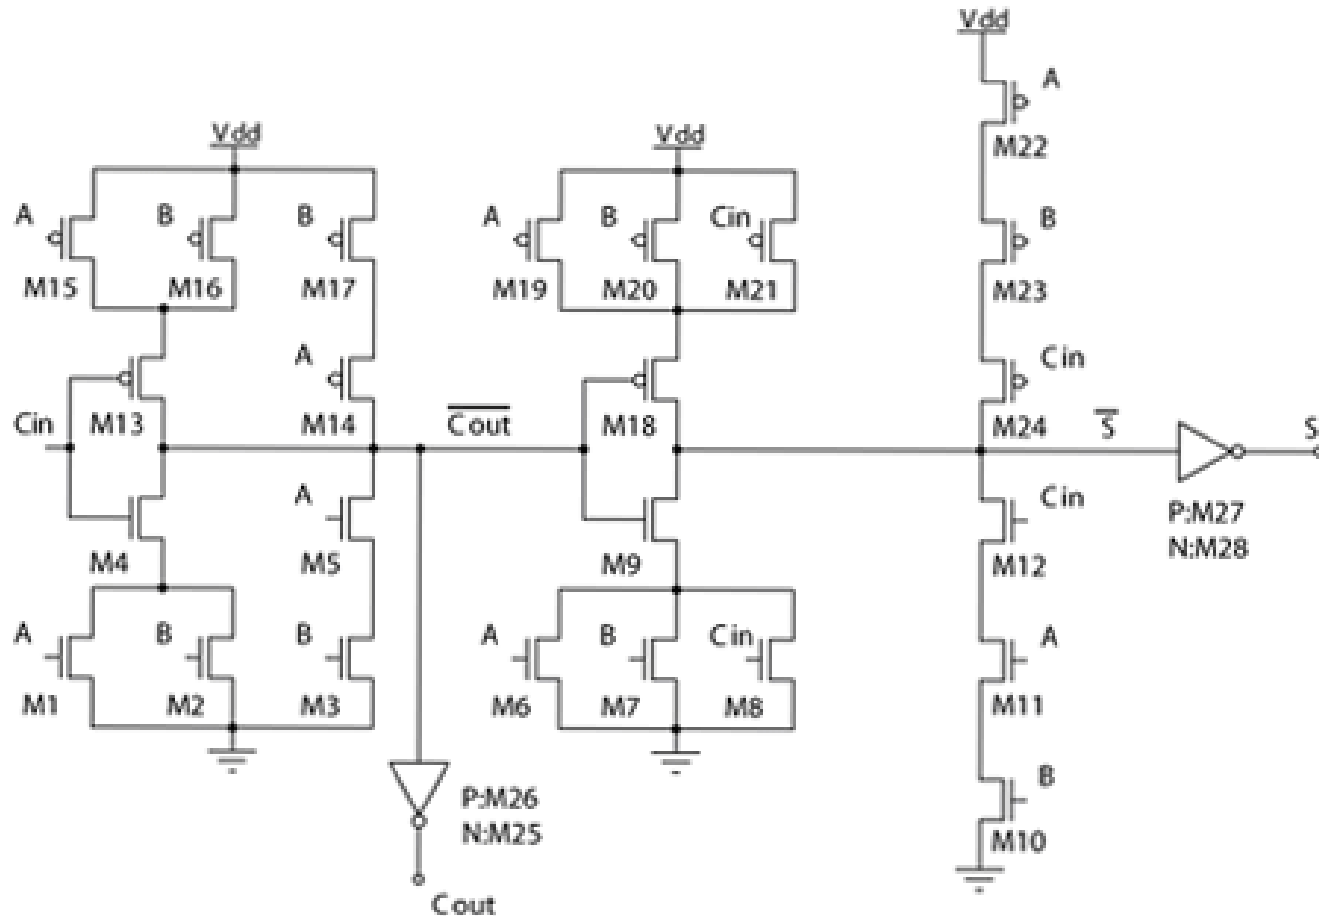 Vdd
A
M22
Vdd
Vdd
A
B
B
A
B
Cin
B
M15
M16
M17
M19
M20
M21
M23
A
Cin
Cin
M13
M14
Cout
M18
M24
S
S
A
Cin
P:M27
N:M28
M4
M5
M9
M12
A
B
B
A
B
Cin
A
M1
M2
M3
M6
M7
M8
M11
B
P:M26
N:M25
M10
Cout